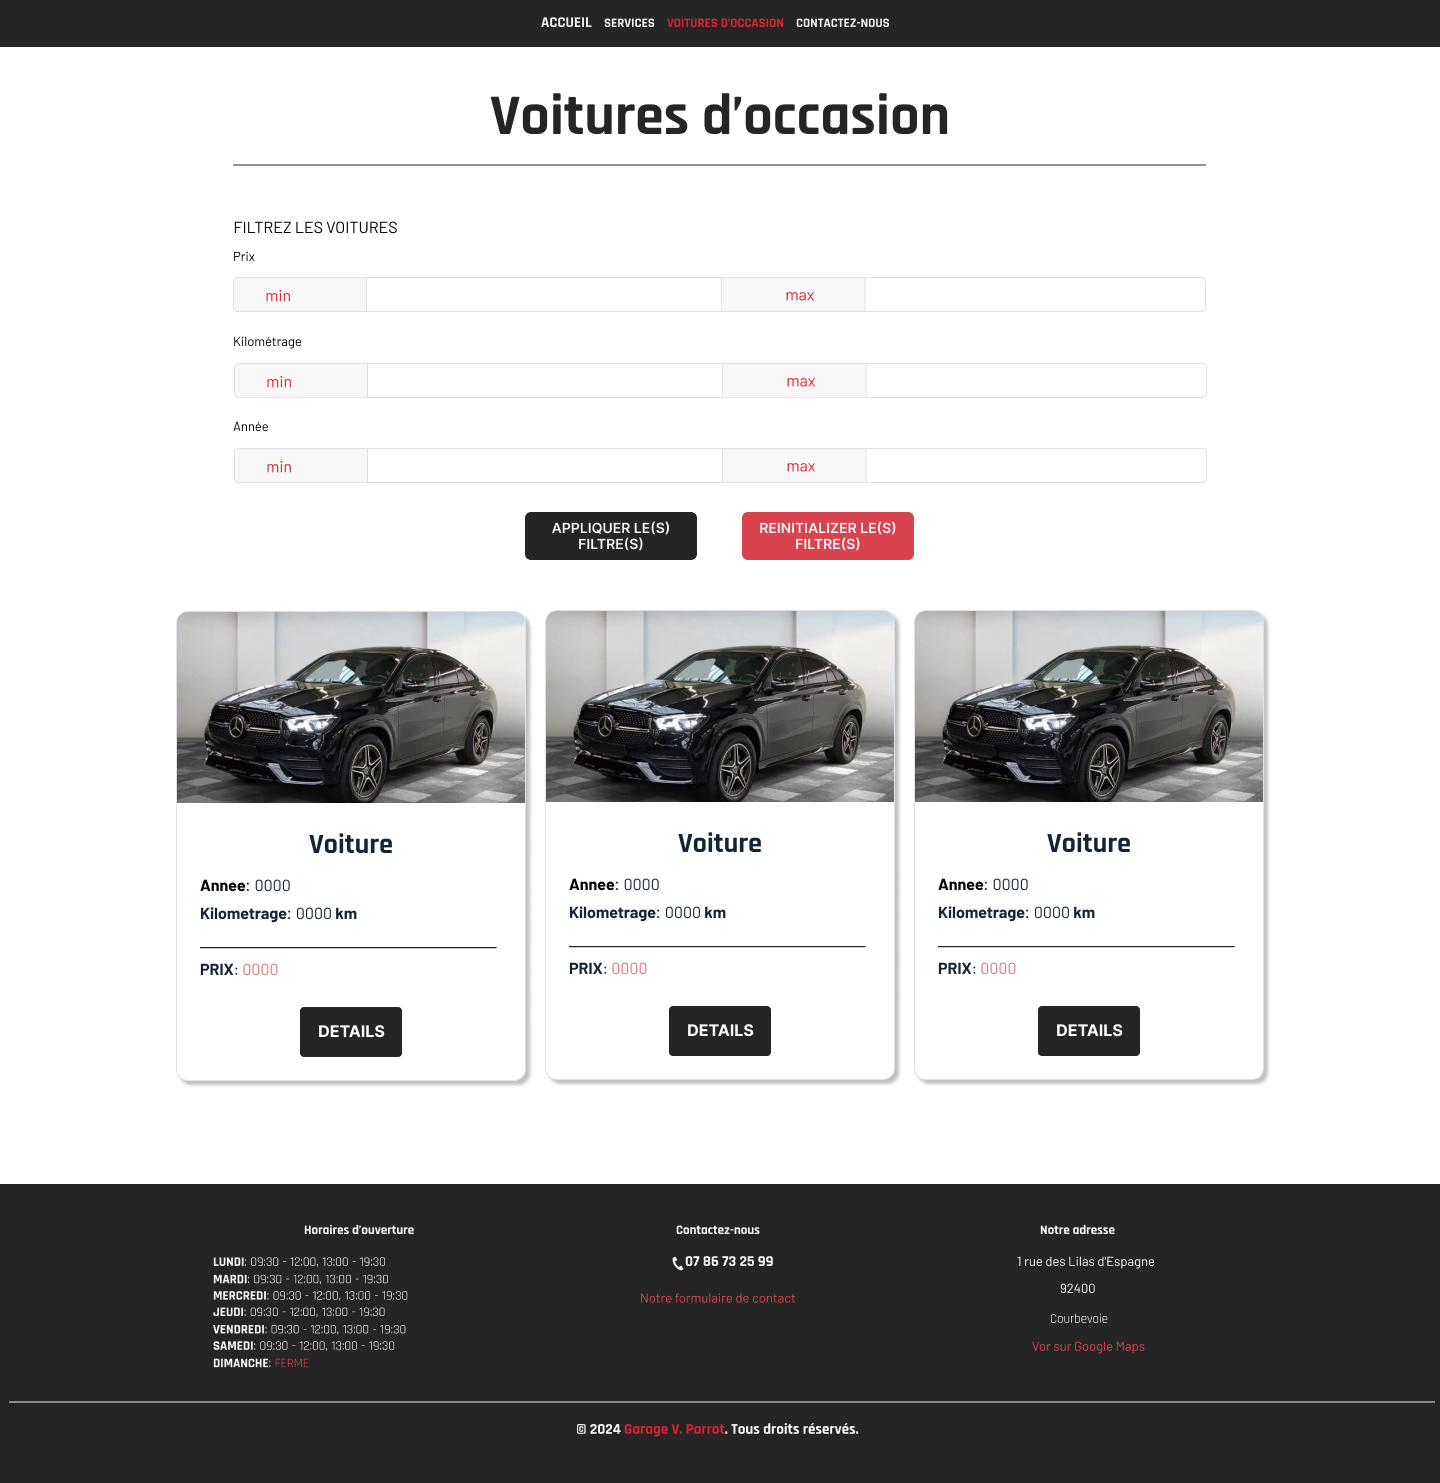 ACCUEIL SERVICES VOITURES D'OCCASION CONTACTEZ-NOUS
Voitures d'occasion
FILTREZ LES VOITURES
Prix
min max
Kilométrage
min max
Année
min max
APPLIQUER LE(S)
FILTRE(S)
REINITIALIZER LE(S)
FILTRE(S)
Voiture
Annee: 0000
Kilometrage: 0000 km
PRIX: 0000
DETAILS
Voiture
Annee: 0000
Kilometrage: 0000 km
PRIX: 0000
DETAILS
Voiture
Annee: 0000
Kilometrage: 0000 km
PRIX: 0000
DETAILS
Horaires d'ouverture
LUNDI: 09:30 - 12:00, 13:00 - 19:30
MARDI: 09:30 - 12:00, 13:00 - 19:30
MERCREDI: 09:30 - 12:00, 13:00 - 19:30
JEUDI: 09:30 - 12:00, 13:00 - 19:30
VENDREDI: 09:30 - 12:00, 13:00 - 19:30
SAMEDI: 09:30 - 12:00, 13:00 - 19:30
DIMANCHE: FERME
Contactez-nous
07 86 73 25 99
Notre formulaire de contact
Notre adresse
1 rue des Lilas d'Espagne
92400
Courbevoie
Vor sur Google Maps
© 2024 Garage V. Parrot. Tous droits réservés.